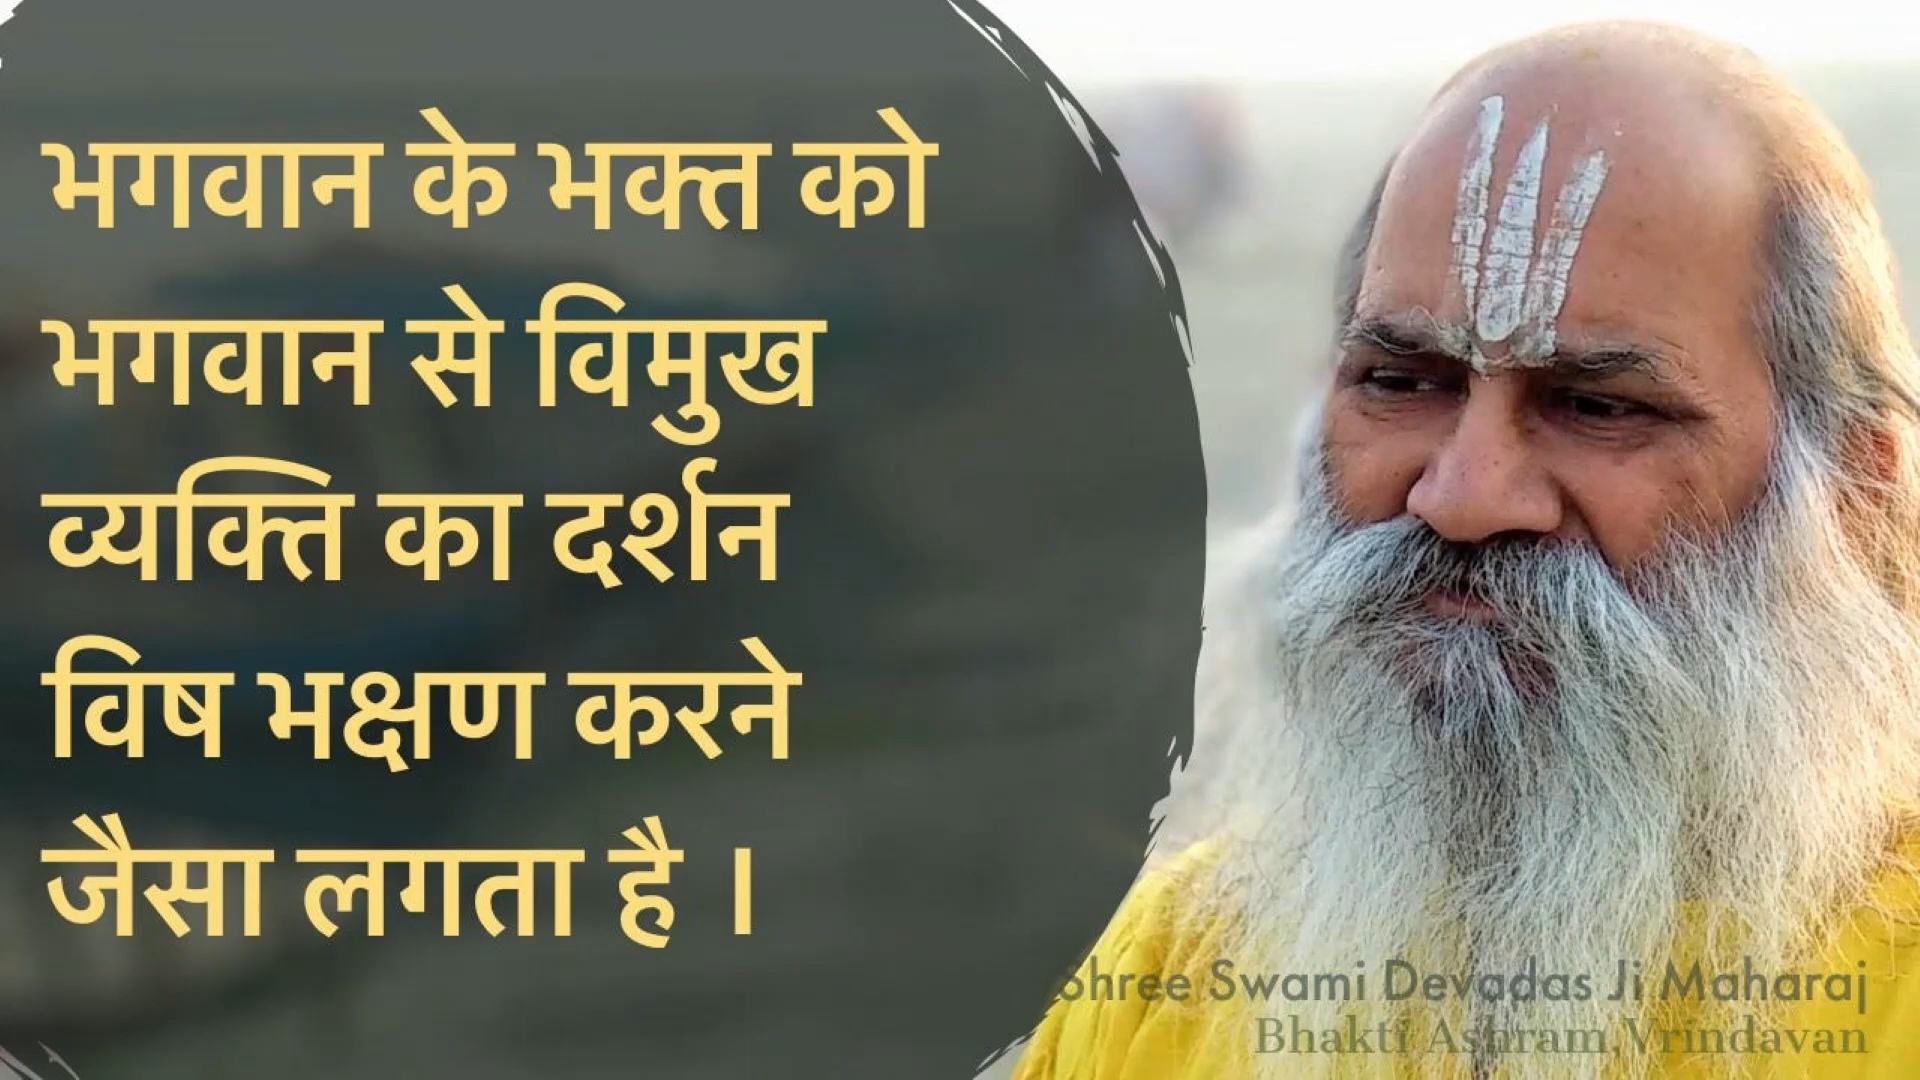 भगवान के भक्त को
भगवान से विमुख
व्यक्ति का दर्शन
विष भक्षण करने
जैसा लगता है ।
Shree Swami Devadas Ji Maharaj
Bhakti Ashram,Vrindavan